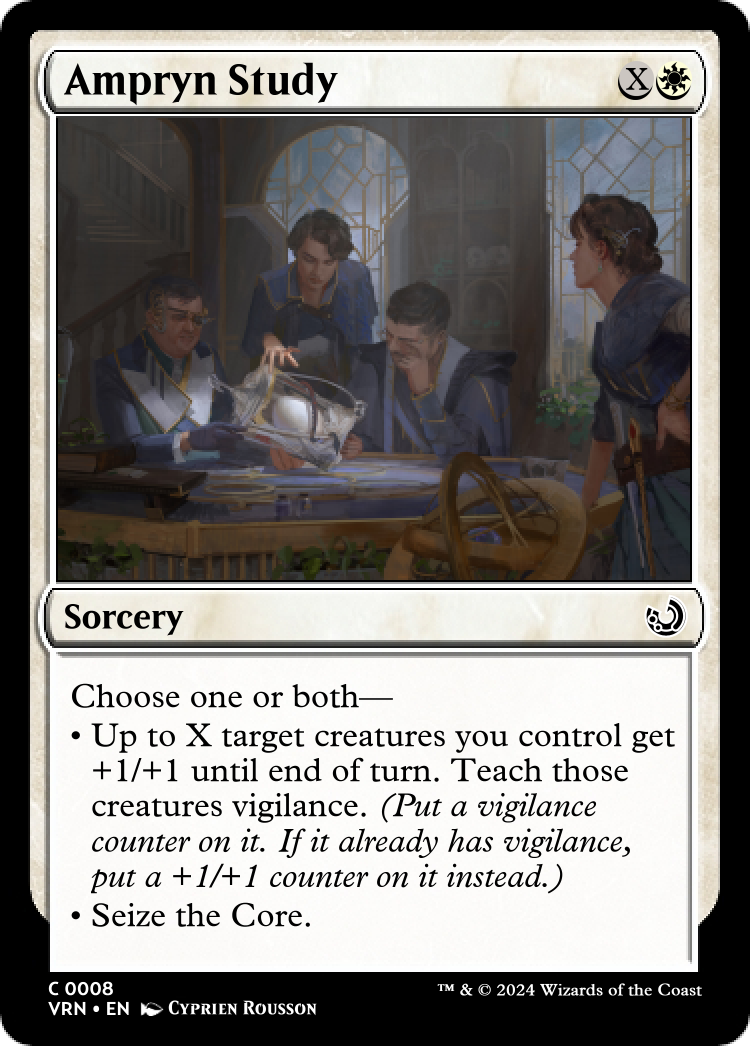 Ampryn Study X
Sorcery
Choose one or both—
• Up to X target creatures you control get
+1/+1 until end of turn. Teach those
creatures vigilance. (Put a vigilance
counter on it. If it already has vigilance,
put a +1/+1 counter on it instead.)
• Seize the Core.
C 0008
™ & © 2024 Wizards of the Coast
VRN • EN Cyprien Rousson